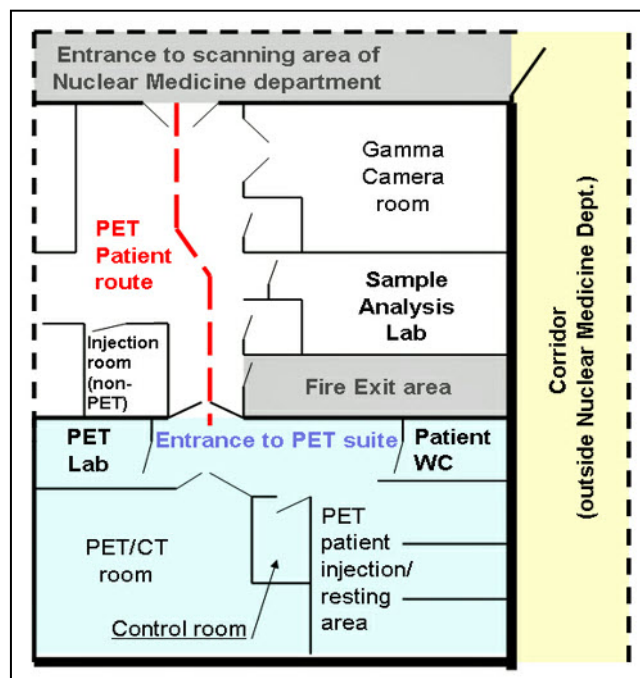 Entrance to scanning area of
Nuclear Medicine department
Gamma
Camera
room
PET
Patient
route
Sample
Analysis
Lab
Injection
room
(non-
PET)
Fire Exit area
Corridor
(outside Nuclear Medicine Dept.)
PET
Lab
Entrance to PET suite
Patient
WC
PET/CT
room
PET
patient
injection/
resting
area
Control room